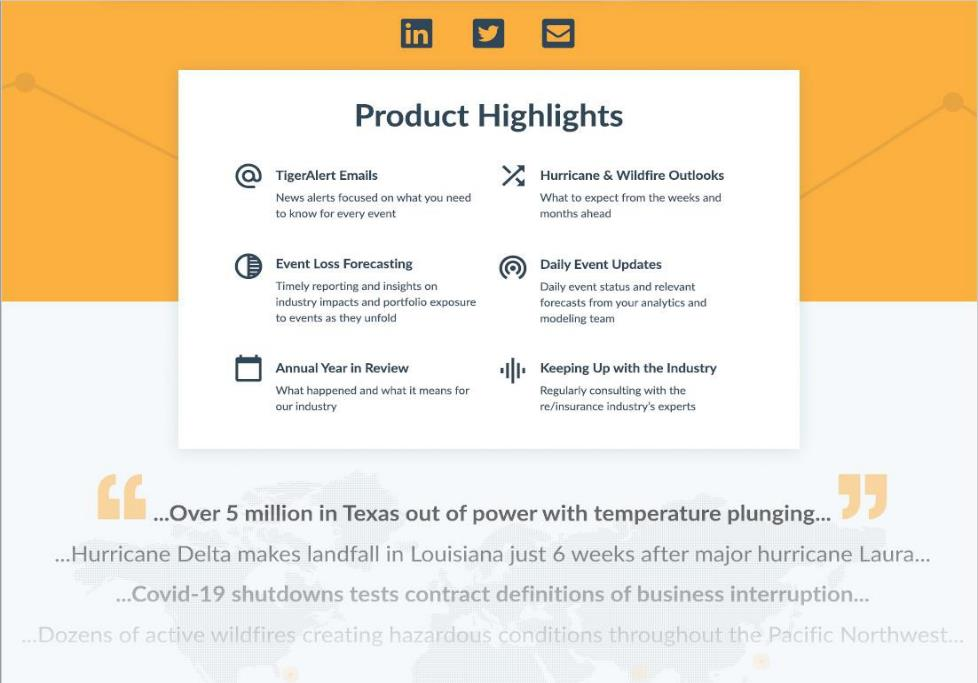 in
Product Highlights
TigerAlert Emails
News alerts focused on what you need
to know for every event
Hurricane & Wildfire Outlooks
What to expect from the weeks and
months ahead
Event Loss Forecasting
Timely reporting and insights on
industry impacts and portfolio exposure
to events as they unfold
Daily Event Updates
Daily event status and relevant
forecasts from your analytics and
modeling team
Annual Year in Review
What happened and what it means for
our industry
Keeping Up with the Industry
Regularly consulting with the
re/insurance industry's experts
“ ...Over 5 million in Texas out of power with temperature plunging... ”
...Hurricane Delta makes landfall in Louisiana just 6 weeks after major hurricane Laura...
...Covid-19 shutdowns tests contract definitions of business interruption...
...Dozens of active wildfires creating hazardous conditions throughout the Pacific Northwest...